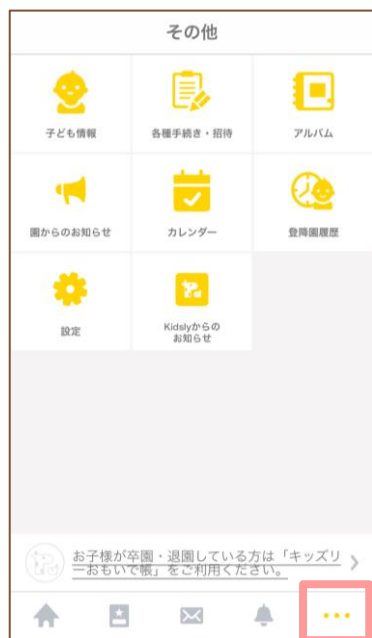 その他
子ども情報
各種手続き・招待
アルバム
園からのお知らせ
カレンダー
登降園履歴
設定
Kidslyからの
お知らせ
お子様が卒園・退園している方は「キッズリ
ーおもいで帳」をご利用ください。